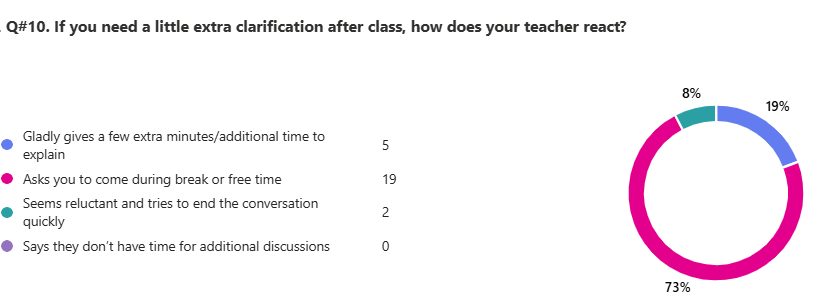 . Q#10. If you need a little extra clarification after class, how does your teacher react?
8%
19%
Gladly gives a few extra minutes/additional time to
explain
5
Asks you to come during break or free time
19
Seems reluctant and tries to end the conversation
quickly
2
Says they don't have time for additional discussions
0
73%